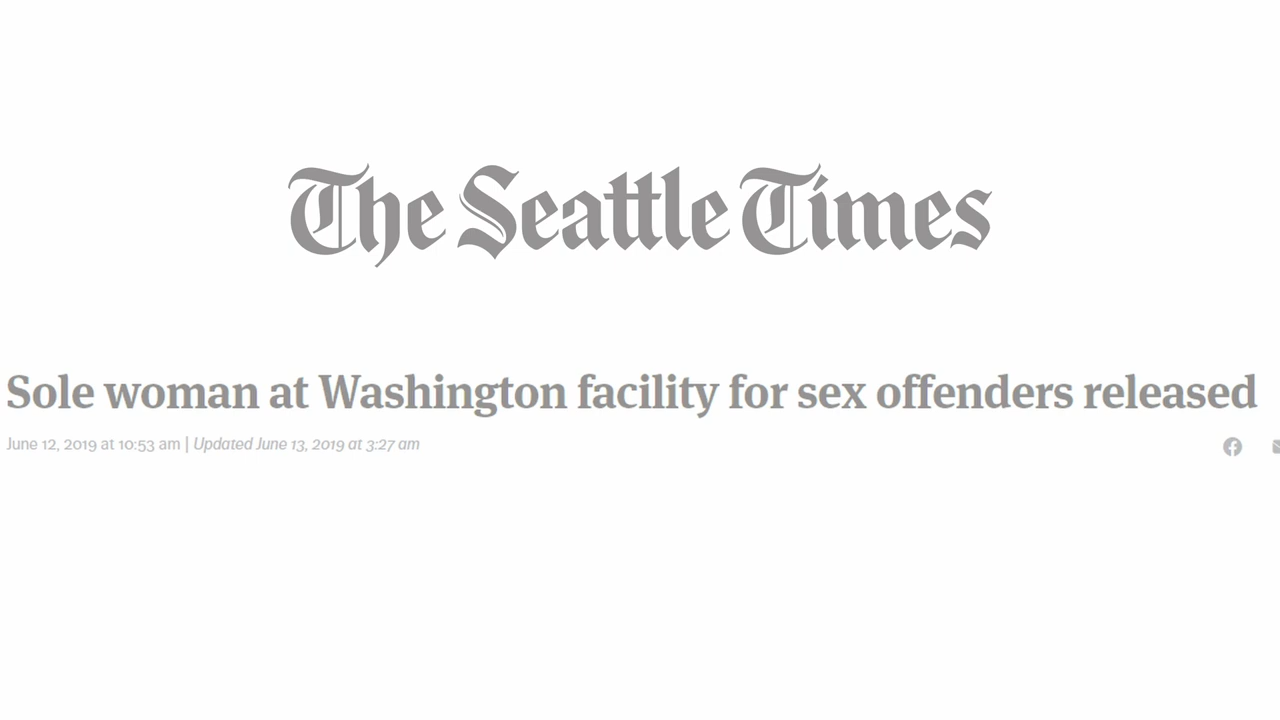 The Seattle Times
Sole woman at Washington facility for sex offenders released
June 12, 2019 at 10:53 am | Updated June 13, 2019 at 3:27 am